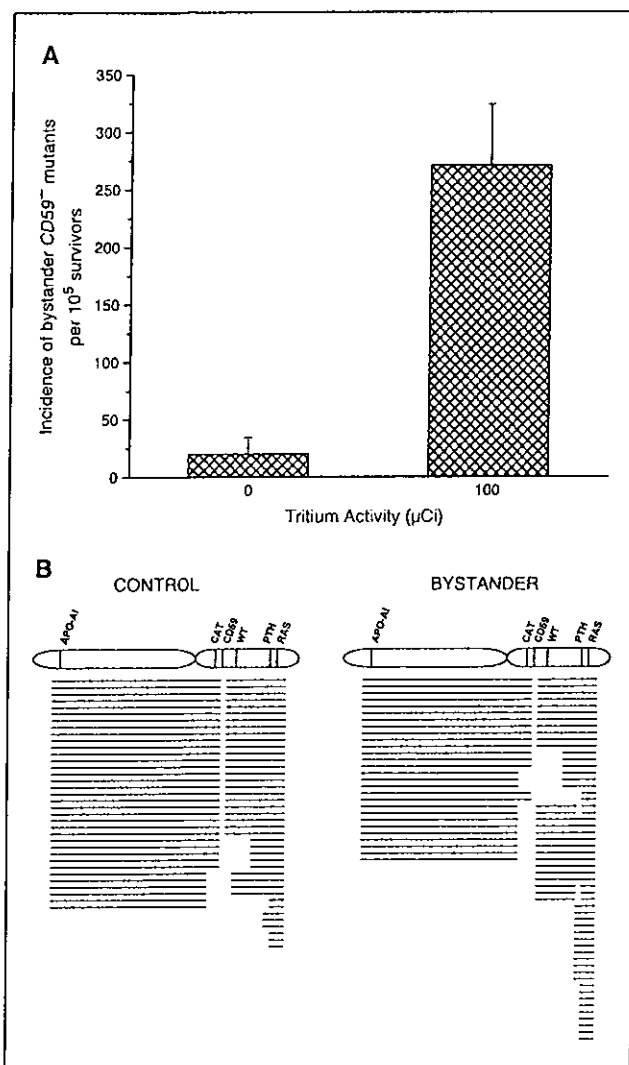 A
Incidence of bystander CD59⁻ mutants
per 10⁵ survivors
350
300
250
200
150
100
50
0
0
100
Tritium Activity (µCi)
B
CONTROL
BYSTANDER
APO-AI
CAT
CD59
WT
PTH
RAS
APO-AI
CAT
CD59
WT
PTH
RAS